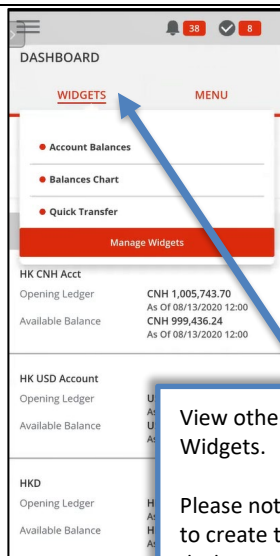 38 8
DASHBOARD
WIDGETS MENU
Account Balances
Balances Chart
Quick Transfer
Manage Widgets
HK CNH Acct
Opening Ledger CNH 1,005,743.70
As Of 08/13/2020 12:00
Available Balance CNH 999,436.24
As Of 08/13/2020 12:00
HK USD Account
Opening Ledger
Available Balance
View othe
Widgets.
HKD
Please not
Opening Ledger
to create t
Available Balance